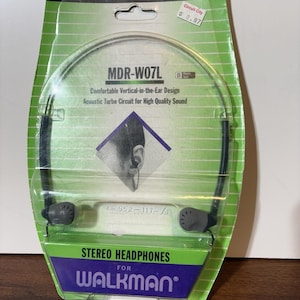 MDR-W07L
Comfortable Vertical-in-the-Ear Design
Acoustic Turbo Circuit for High Quality Sound
STEREO HEADPHONES
FOR
WALKMAN®